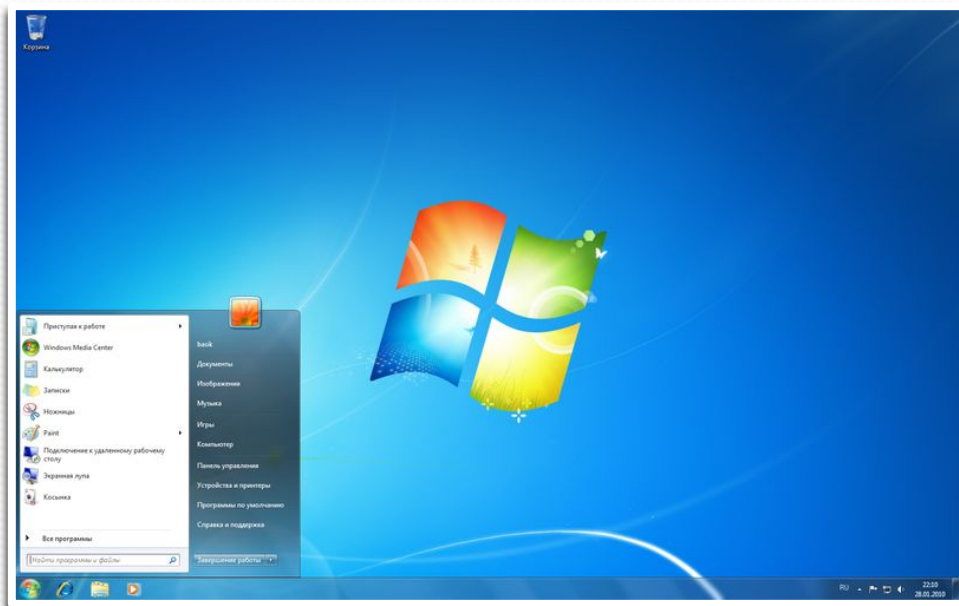 Корзина
Приступая к работе
Windows Media Center
Калькулятор
Записки
Ножницы
Paint
Подключение к удаленному рабочему
столу
Экранная лупа
Косынка
Все программы
Найти программы и файлы
baok
Документы
Изображения
Музыка
Игры
Компьютер
Панель управления
Устройства и принтеры
Программы по умолчанию
Справка и поддержка
Завершение работы
RU
22:10
28.01.2010